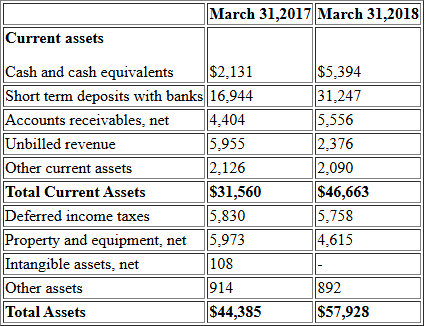 March 31,2017 March 31,2018
Current assets
Cash and cash equivalents $2,131 $5,394
Short term deposits with banks 16,944 31,247
Accounts receivables, net 4,404 5,556
Unbilled revenue 5,955 2,376
Other current assets 2,126 2,090
Total Current Assets $31,560 $46,663
Deferred income taxes 5,830 5,758
Property and equipment, net 5,973 4,615
Intangible assets, net 108 -
Other assets 914 892
Total Assets $44,385 $57,928